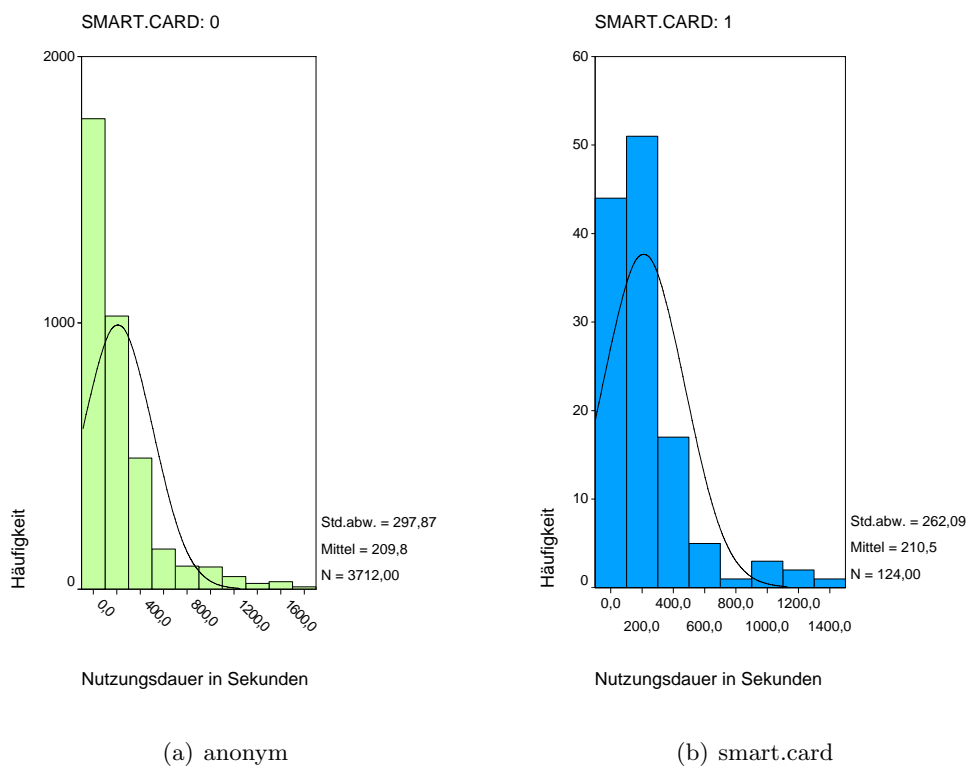 SMART.CARD: 0
2000
1000
0
Häufigkeit
0,0
400,0
800,0
1200,0
1600,0
Std.abw. = 297,87
Mittel = 209,8
N = 3712,00
Nutzungsdauer in Sekunden
(a) anonym
SMART.CARD: 1
60
50
40
30
20
10
0
Häufigkeit
0,0 400,0 800,0 1200,0
200,0 600,0 1000,0 1400,0
Std.abw. = 262,09
Mittel = 210,5
N = 124,00
Nutzungsdauer in Sekunden
(b) smart.card